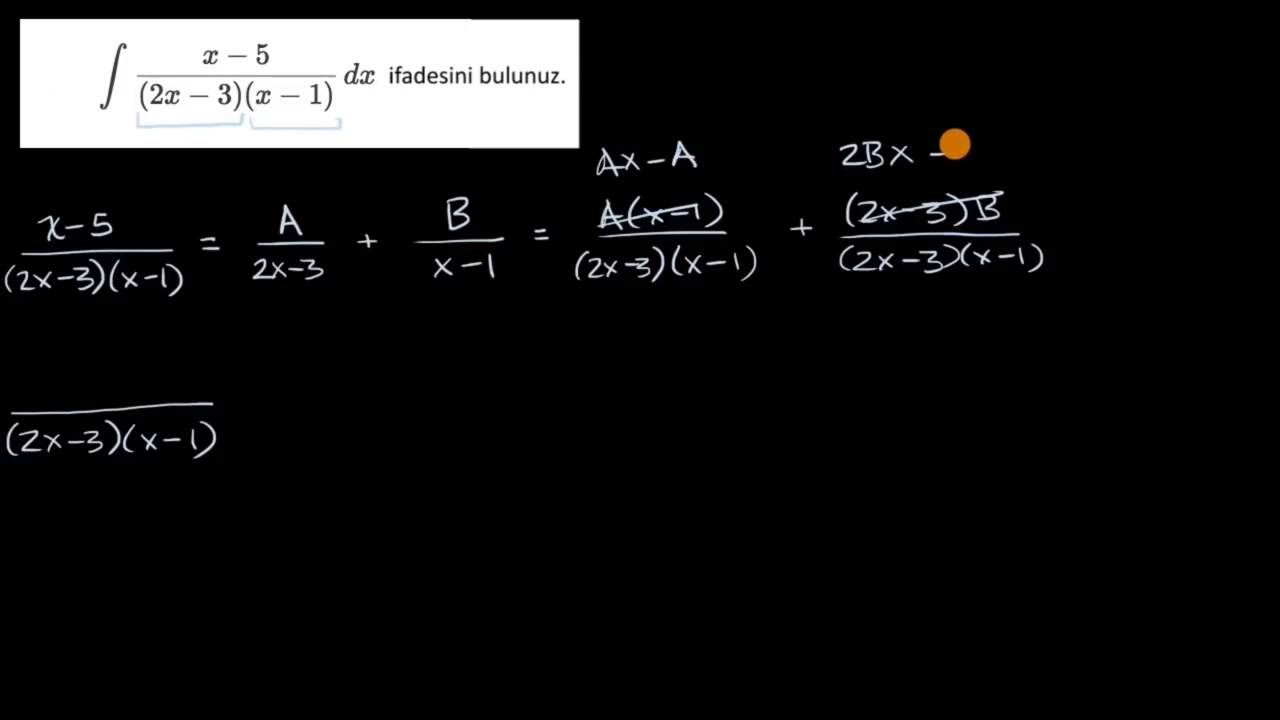 ∫ x − 5 / (2x − 3)(x − 1) dx ifadesini bulunuz.
Ax − A 2Bx −
x−5 / (2x−3)(x−1) = A / 2x−3 + B / x−1 = A(x−1) / (2x−3)(x−1) + (2x−3)B / (2x−3)(x−1)
(2x−3)(x−1)